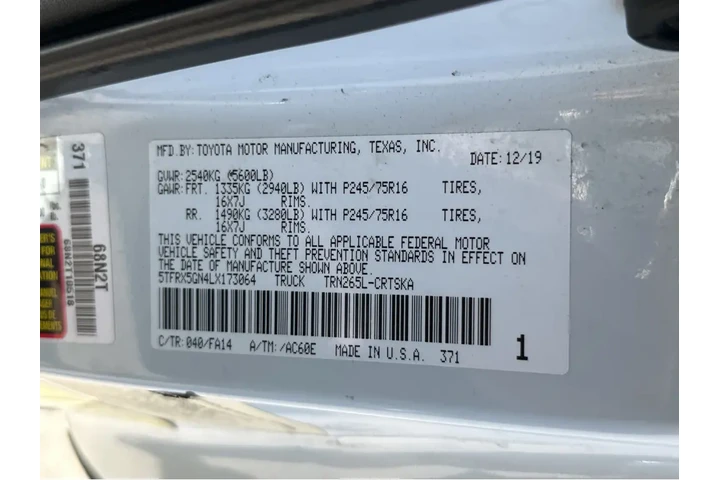 MFD.BY: TOYOTA MOTOR MANUFACTURING, TEXAS, INC.
DATE: 12/19
GVWR: 2540KG (5600LB)
GAWR: FRT. 1335KG (2940LB) WITH P245/75R16 TIRES,
16X7J RIMS.
RR. 1490KG (3280LB) WITH P245/75R16 TIRES,
16X7J RIMS.
THIS VEHICLE CONFORMS TO ALL APPLICABLE FEDERAL MOTOR
VEHICLE SAFETY AND THEFT PREVENTION STANDARDS IN EFFECT
ON THE DATE OF MANUFACTURE SHOWN ABOVE.
5TFRX5GN4LX173064 TRUCK TRN265L-CRTSKA
C/TR: 040/FA14 A/TM: /AC60E MADE IN U.S.A. 371 1
371
68N2T